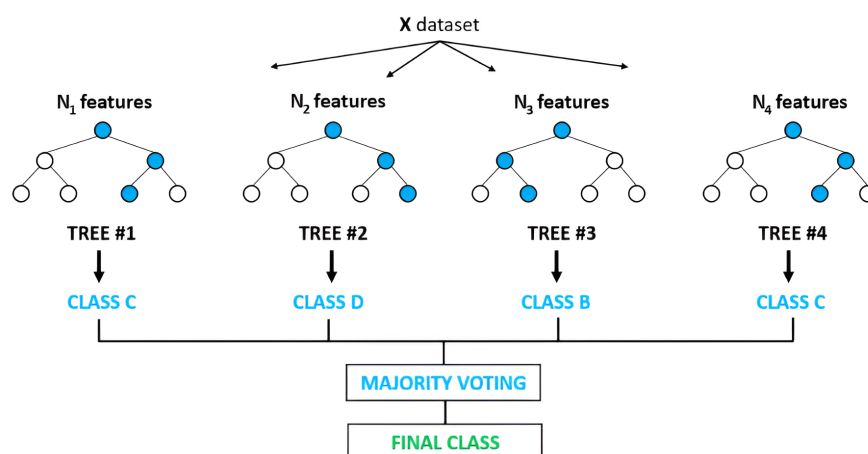 X dataset
N₁ features
N₂ features
N₃ features
N₄ features
TREE #1
TREE #2
TREE #3
TREE #4
CLASS C
CLASS D
CLASS B
CLASS C
MAJORITY VOTING
FINAL CLASS